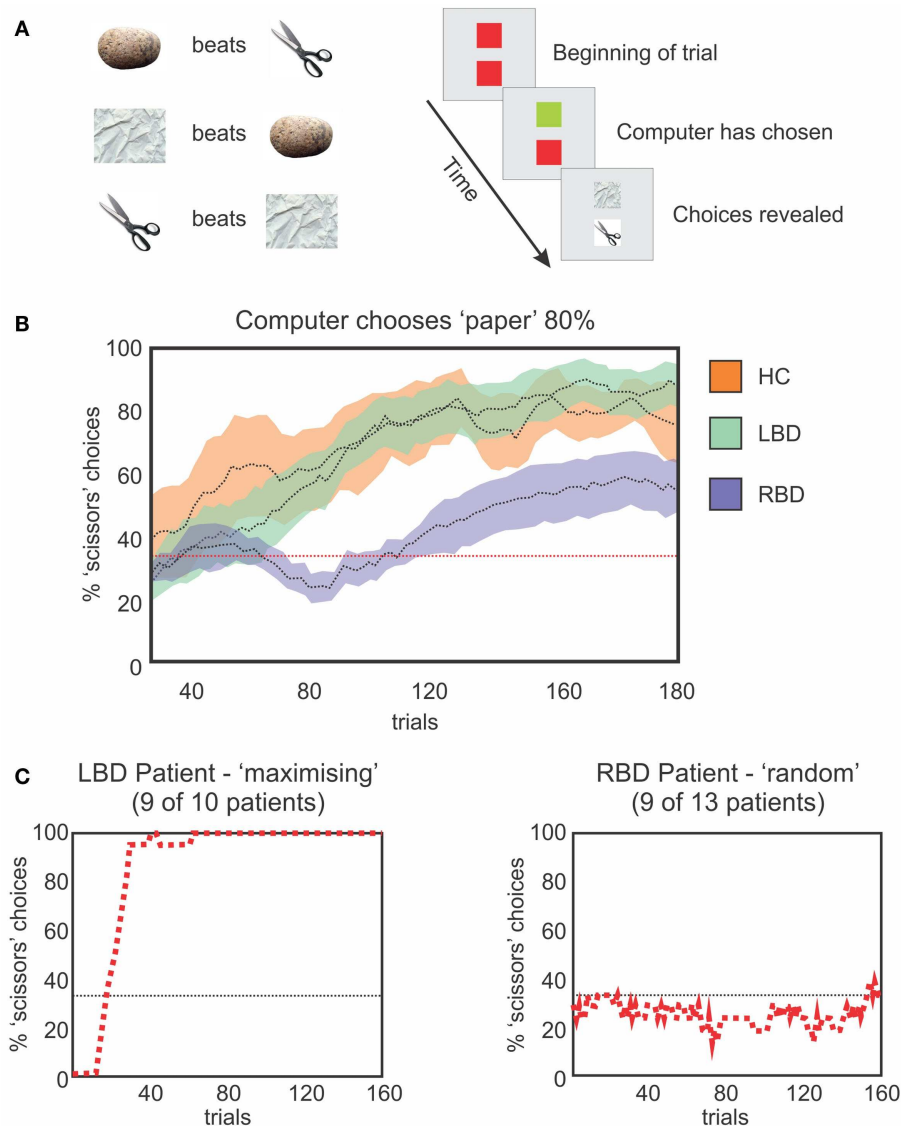 A
beats
Beginning of trial
beats
Computer has chosen
beats
Time
Choices revealed
B
Computer chooses 'paper' 80%
% 'scissors' choices
100
80
60
40
20
0
40
80
120
160
180
trials
HC
LBD
RBD
C
LBD Patient - 'maximising'
(9 of 10 patients)
% 'scissors' choices
100
80
60
40
20
0
40
80
120
160
trials
RBD Patient - 'random'
(9 of 13 patients)
% 'scissors' choices
100
80
60
40
20
0
40
80
120
160
trials